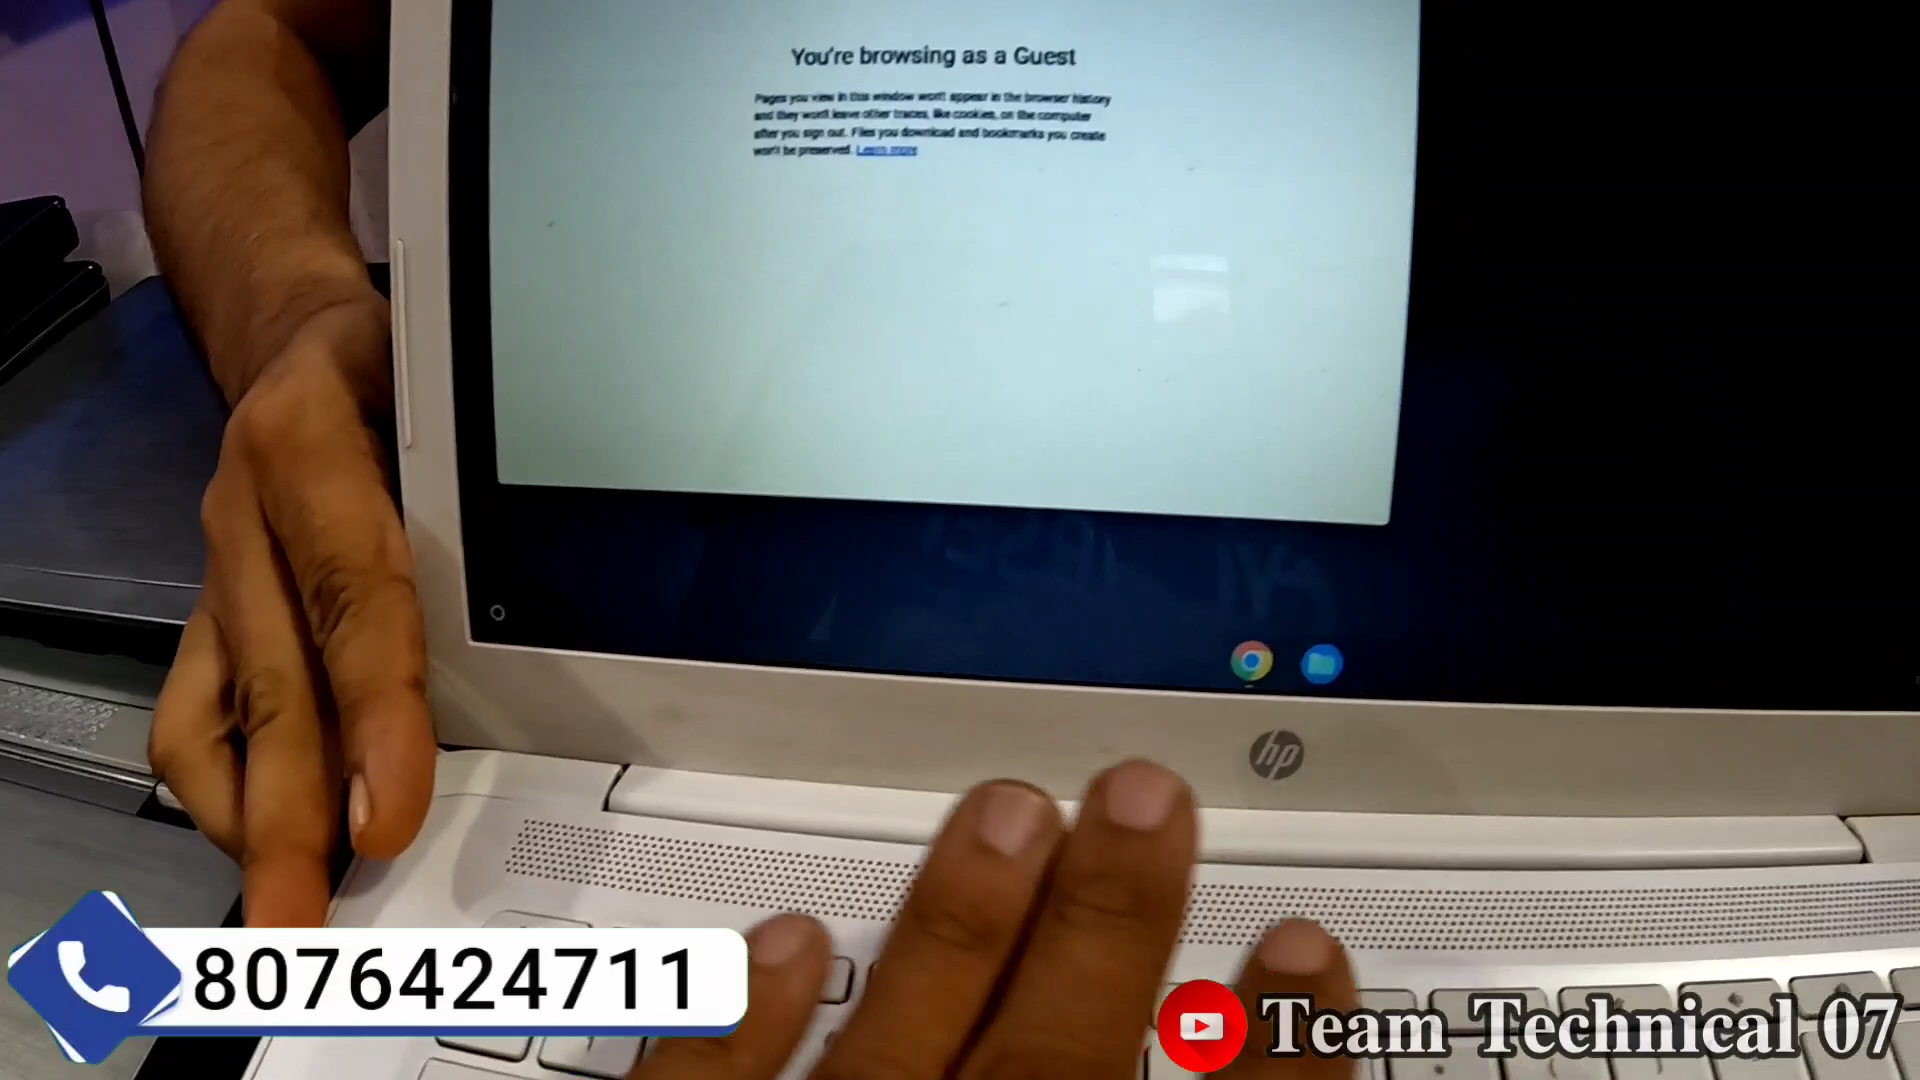 You're browsing as a Guest
Pages you view in this window won't appear in the browser history
and they won't leave other traces, like cookies, on the computer
after you sign out. Files you download and bookmarks you create
won't be preserved. Learn more
hp
8076424711
Team Technical 07